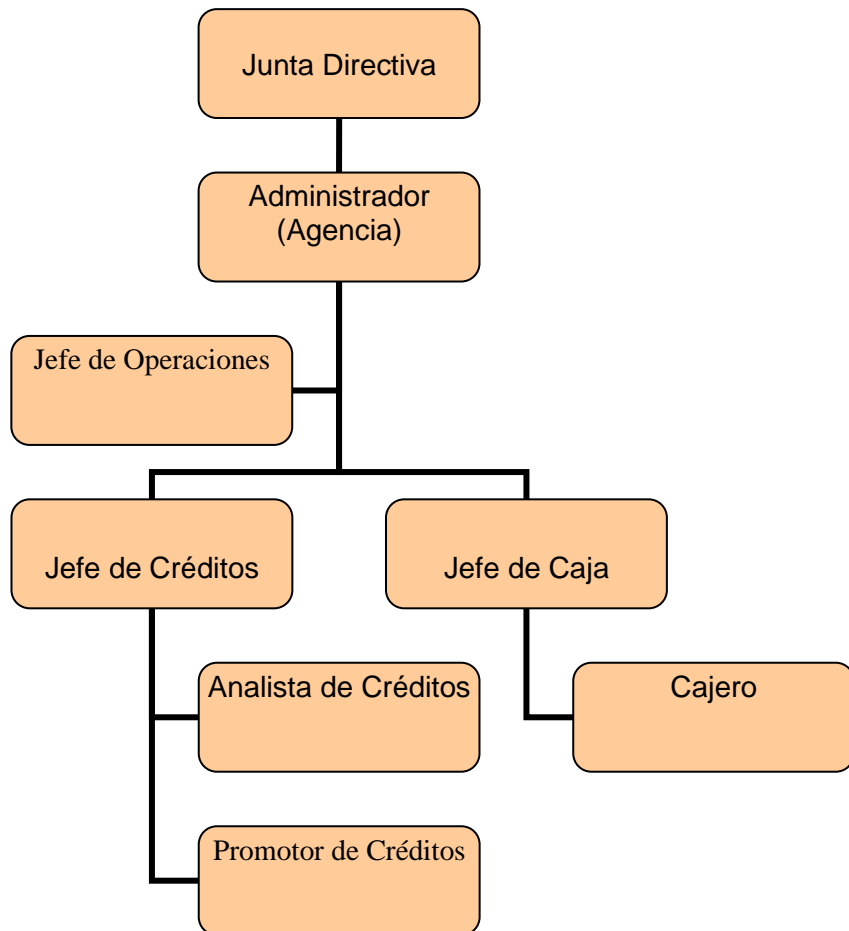 Junta Directiva
Administrador
(Agencia)
Jefe de Operaciones
Jefe de Créditos
Jefe de Caja
Analista de Créditos
Cajero
Promotor de Créditos